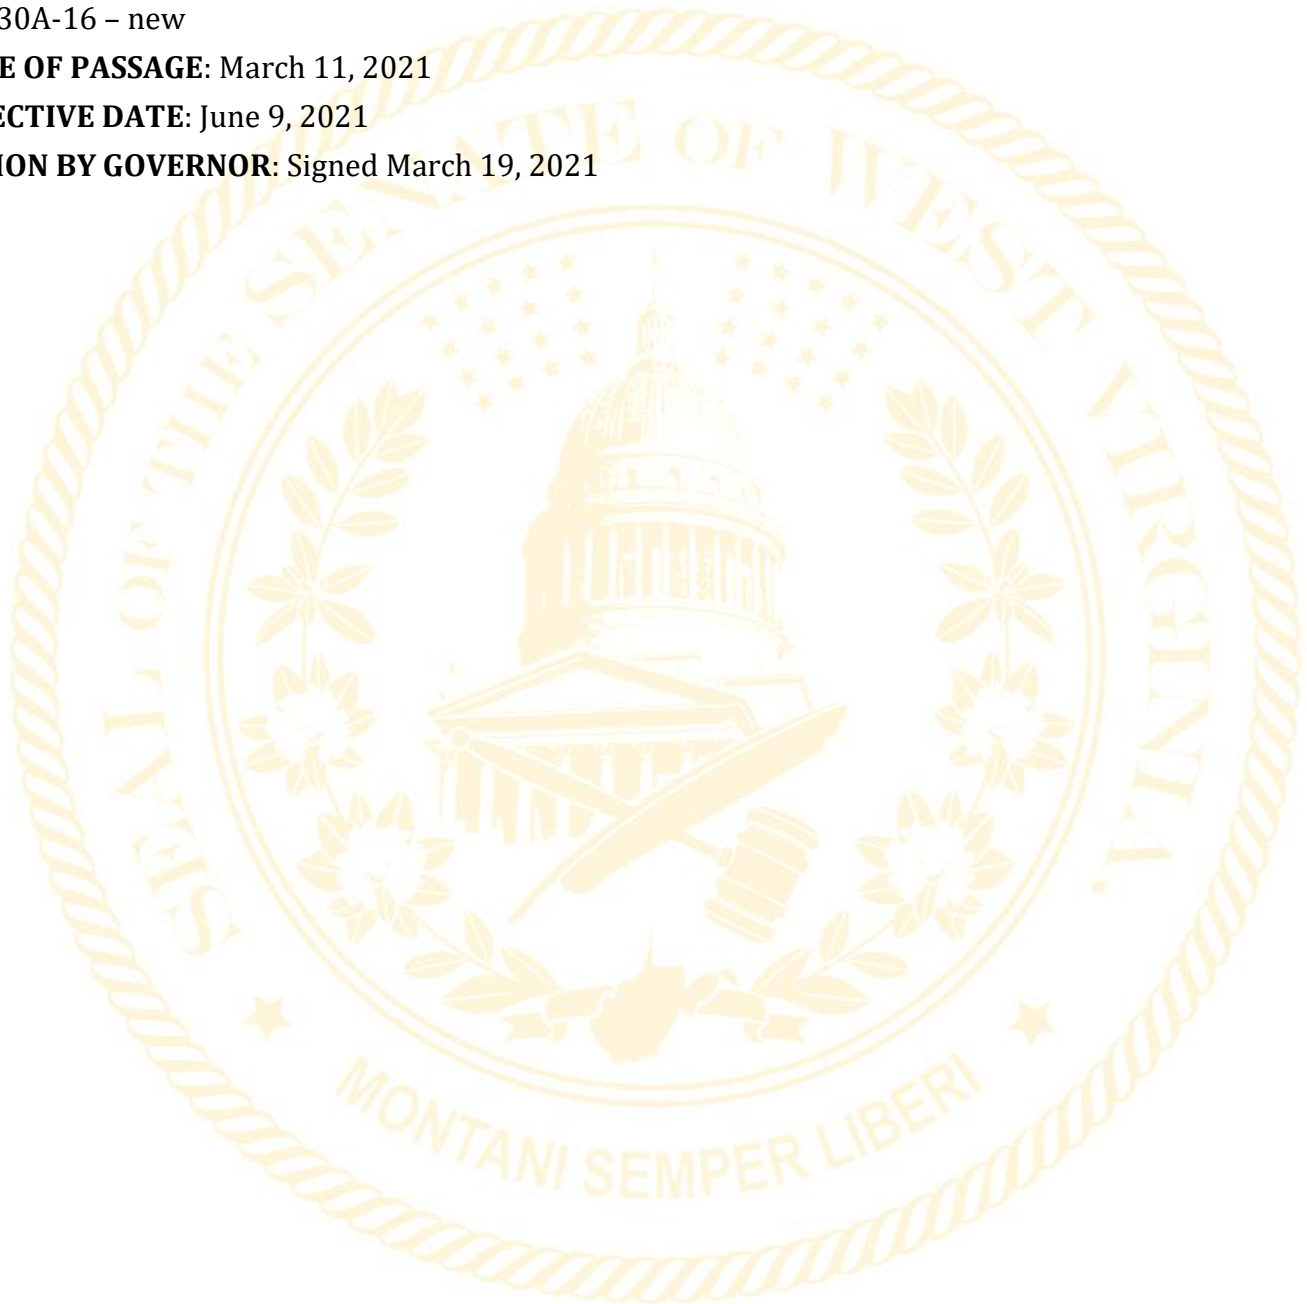 30A-16 – new
E OF PASSAGE: March 11, 2021
ECTIVE DATE: June 9, 2021
ION BY GOVERNOR: Signed March 19, 2021
SEAL OF THE SENATE OF WEST VIRGINIA
MONTANI SEMPER LIBERI